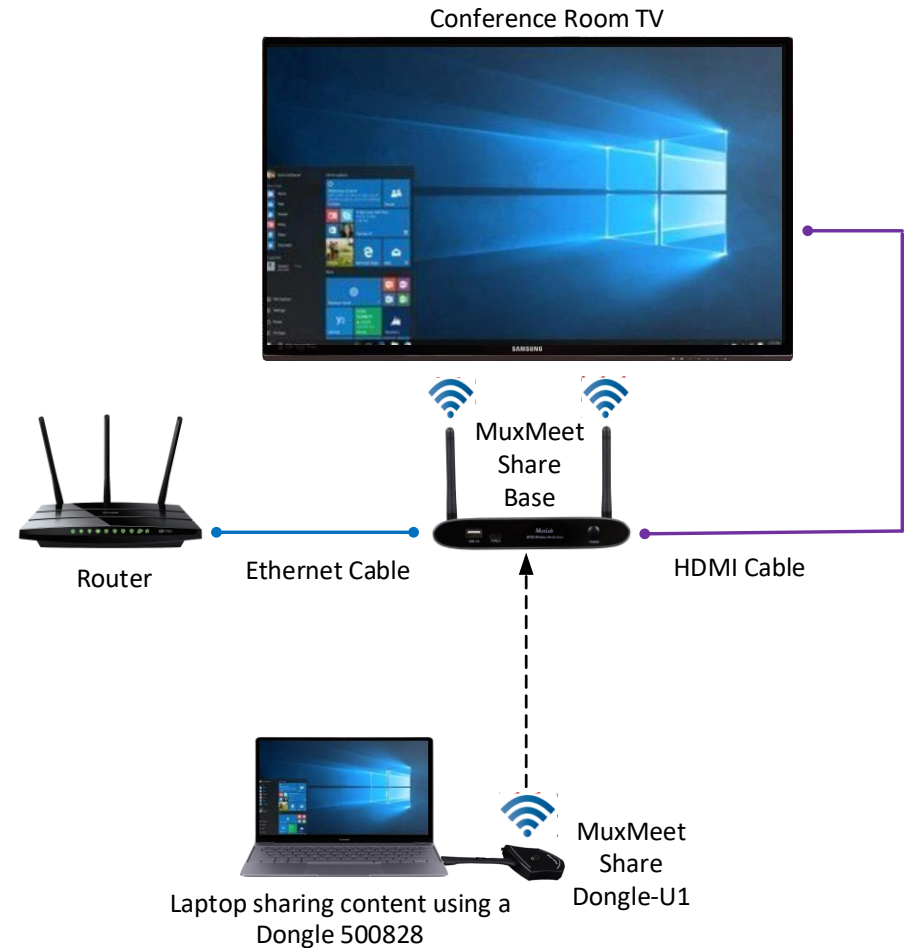 Conference Room TV
SAMSUNG
MuxMeet
Share
Base
MuxLab
Router
Ethernet Cable
HDMI Cable
MuxMeet
Share
Dongle-U1
Laptop sharing content using a
Dongle 500828